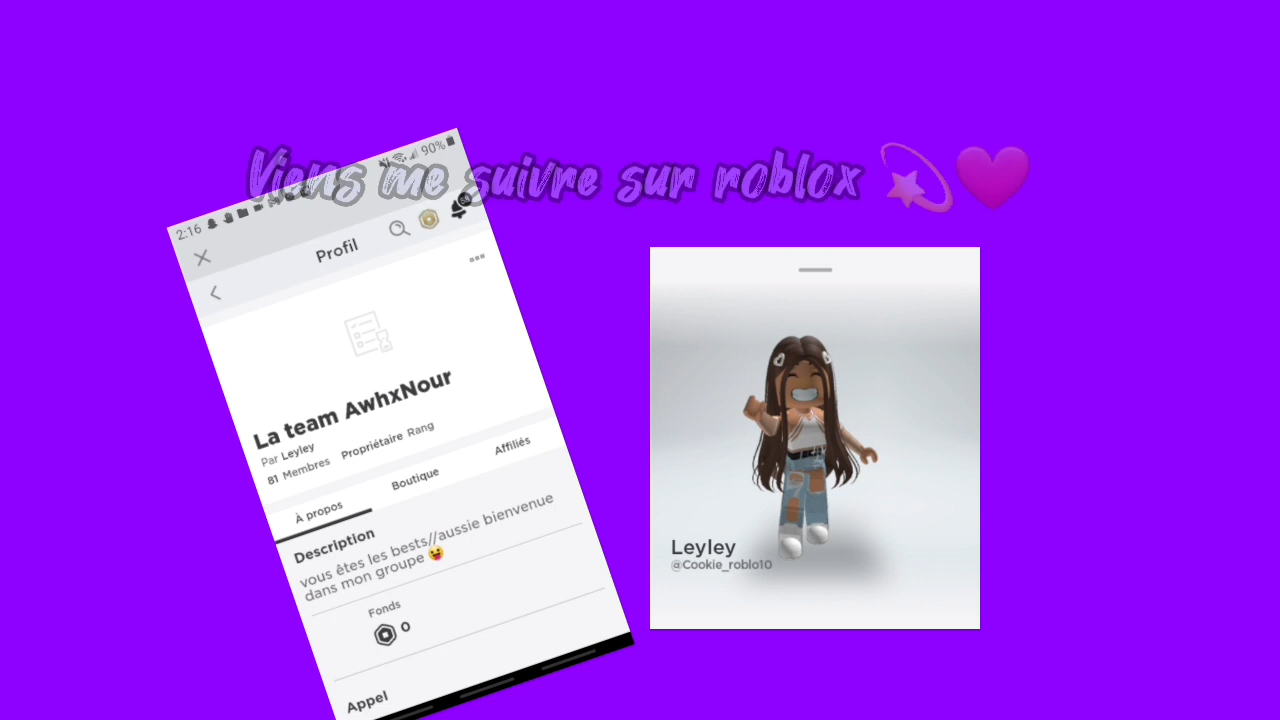 Viens me suivre sur roblox 💫💜
2:16 90%
Profil
La team AwhxNour
Par Leyley
81 Membres Propriétaire Rang
À propos Boutique Affiliés
Description
vous êtes les bests//aussie bienvenue
dans mon groupe 😜
Fonds
0
Appel
Leyley
@Cookie_roblo10